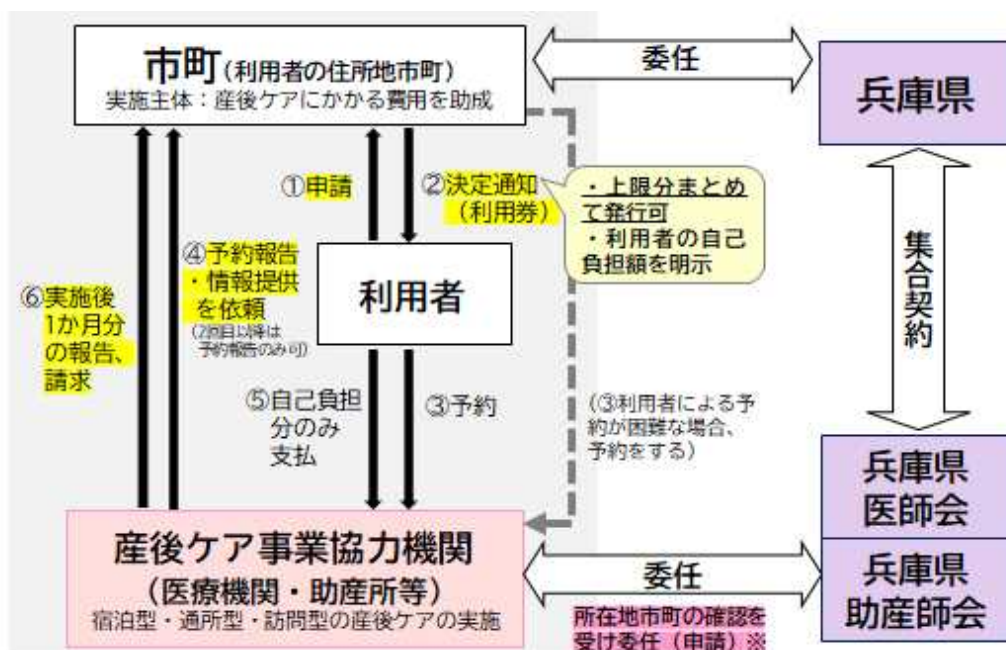 市町(利用者の住所地市町)
実施主体:産後ケアにかかる費用を助成
委任
兵庫県
①申請
②決定通知
(利用券)
・上限分まとめ
て発行可
・利用者の自己
負担額を明示
④予約報告
・情報提供
を依頼
(2回目以降は
予約報告のみ可)
⑥実施後
1か月分
の報告、
請求
利用者
集合契約
⑤自己負担
分のみ
支払
③予約
(③利用者による予
約が困難な場合、
予約をする)
産後ケア事業協力機関
(医療機関・助産所等)
宿泊型・通所型・訪問型の産後ケアの実施
委任
所在地市町の確認を
受け委任(申請)※
兵庫県
医師会
兵庫県
助産師会